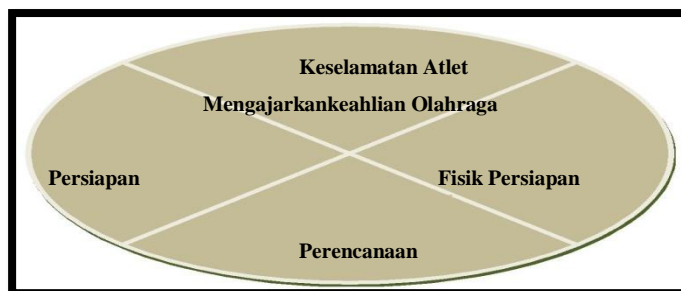 Keselamatan Atlet
Mengajarkankeahlian Olahraga
Persiapan
Fisik Persiapan
Perencanaan